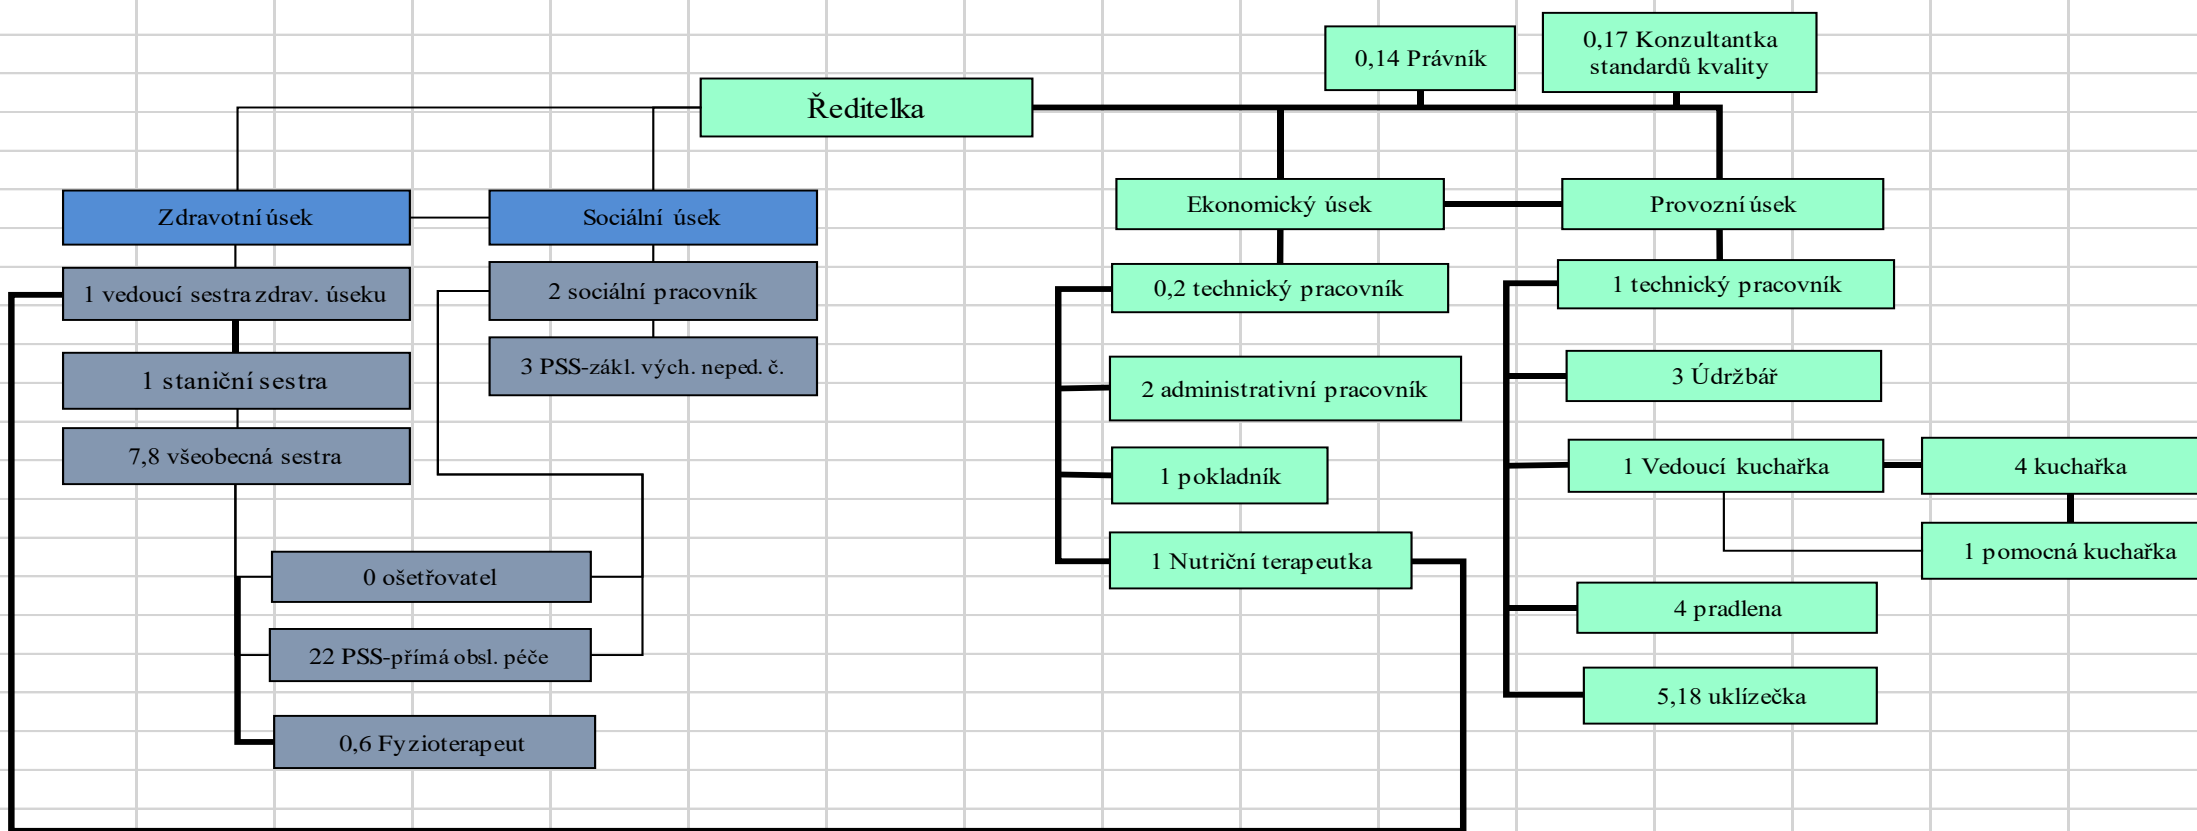 0,14 Právník
0,17 Konzultantka
standardů kvality
Ředitelka
Zdravotní úsek
Sociální úsek
Ekonomický úsek
Provozní úsek
1 vedoucí sestra zdrav. úseku
2 sociální pracovník
0,2 technický pracovník
1 technický pracovník
1 staniční sestra
3 PSS-zákl. vých. neped. č.
2 administrativní pracovník
3 Údržbář
7,8 všeobecná sestra
1 pokladník
1 Vedoucí kuchařka
4 kuchařka
0 ošetřovatel
1 Nutriční terapeutka
1 pomocná kuchařka
22 PSS-přímá obsl. péče
4 pradlena
0,6 Fyzioterapeut
5,18 uklízečka